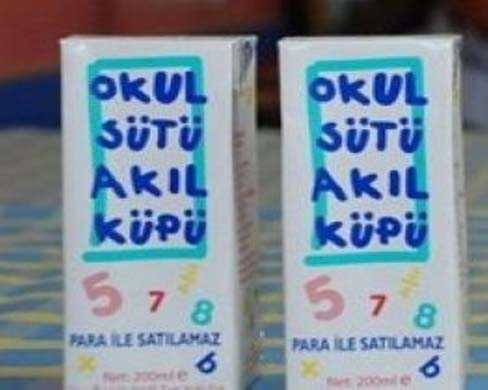 OKUL
SÜTÜ
AKIL
KÜPÜ
5 7 8
PARA İLE SATILAMAZ
x 6
Net: 200ml e
OKUL
SÜTÜ
AKIL
KÜPÜ
5 7 8
PARA İLE SATILAMAZ
x 6
Net: 200ml e